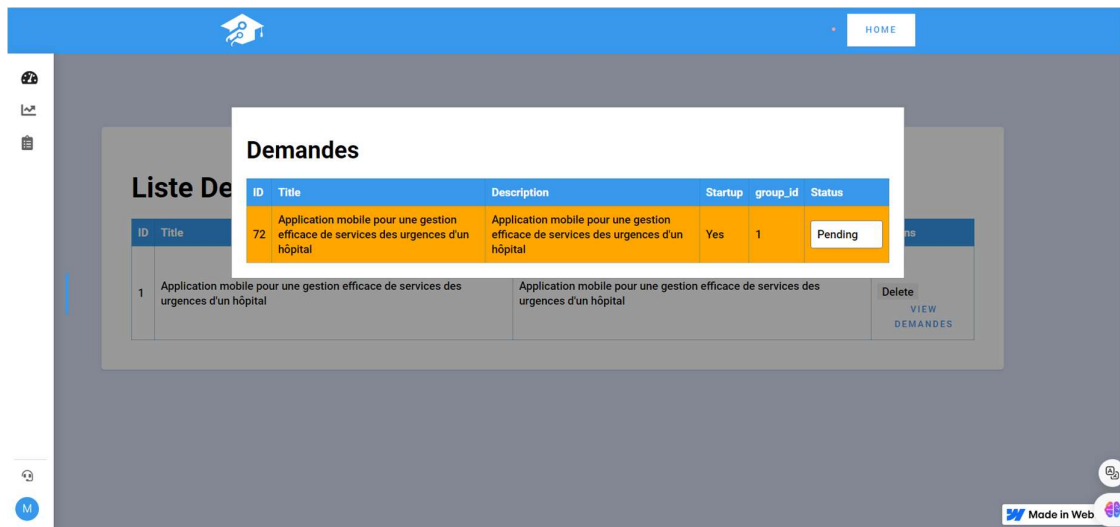 HOME
Demandes
ID Title Description Startup group_id Status
72 Application mobile pour une gestion efficace de services des urgences d'un hôpital Application mobile pour une gestion efficace de services des urgences d'un hôpital Yes 1 Pending
Liste De
ID Title ns
1 Application mobile pour une gestion efficace de services des urgences d'un hôpital Application mobile pour une gestion efficace de services des urgences d'un hôpital Delete
VIEW
DEMANDES
M
Made in Web